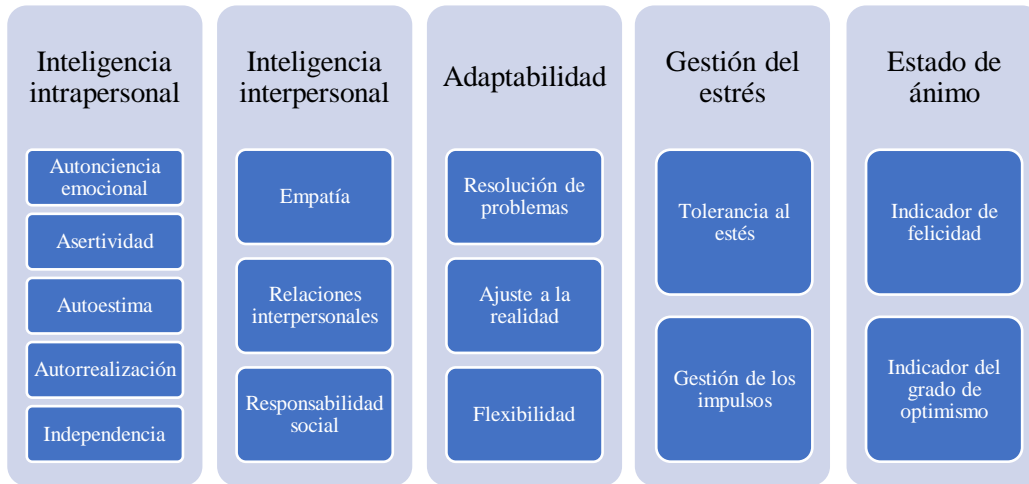 Inteligencia
intrapersonal
Autonciencia
emocional
Asertividad
Autoestima
Autorrealización
Independencia
Inteligencia
interpersonal
Empatía
Relaciones
interpersonales
Responsabilidad
social
Adaptabilidad
Resolución de
problemas
Ajuste a la
realidad
Flexibilidad
Gestión del
estrés
Tolerancia al
estés
Gestión de los
impulsos
Estado de
ánimo
Indicador de
felicidad
Indicador del
grado de
optimismo